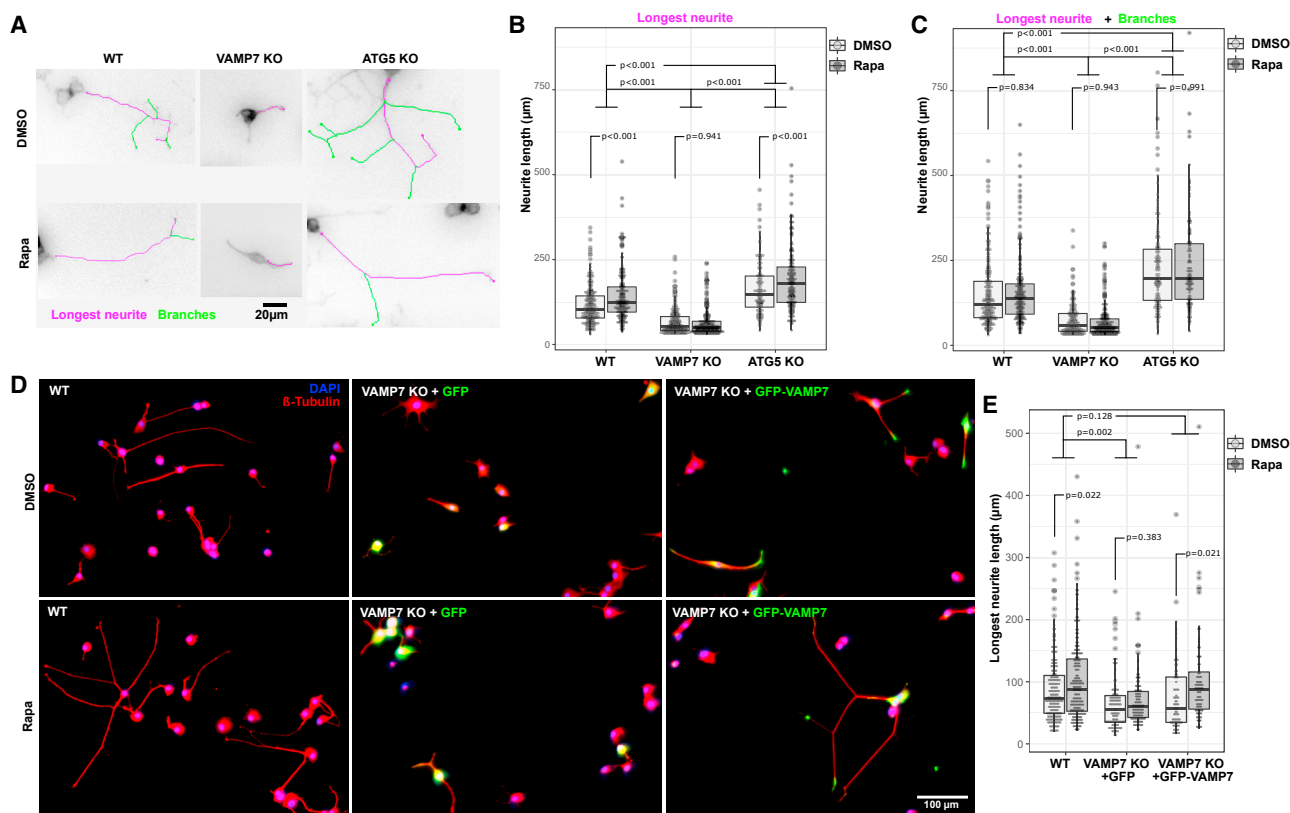 A
WT
VAMP7 KO
ATG5 KO
DMSO
Rapa
Longest neurite Branches
20µm
B
Longest neurite
DMSO
Rapa
Neurite length (µm)
750
500
250
0
p<0.001
p<0.001
p<0.001
p<0.001
p=0.941
p<0.001
WT
VAMP7 KO
ATG5 KO
C
Longest neurite + Branches
DMSO
Rapa
Neurite length (µm)
750
500
250
0
p<0.001
p<0.001
p<0.001
p=0.834
p=0.943
p=0.991
WT
VAMP7 KO
ATG5 KO
D
WT
DAPI
ß-Tubulin
VAMP7 KO + GFP
VAMP7 KO + GFP-VAMP7
DMSO
WT
VAMP7 KO + GFP
VAMP7 KO + GFP-VAMP7
Rapa
100 µm
E
DMSO
Rapa
Longest neurite length (µm)
500
400
300
200
100
0
p=0.128
p=0.002
p=0.022
p=0.383
p=0.021
WT
VAMP7 KO
+GFP
VAMP7 KO
+GFP-VAMP7